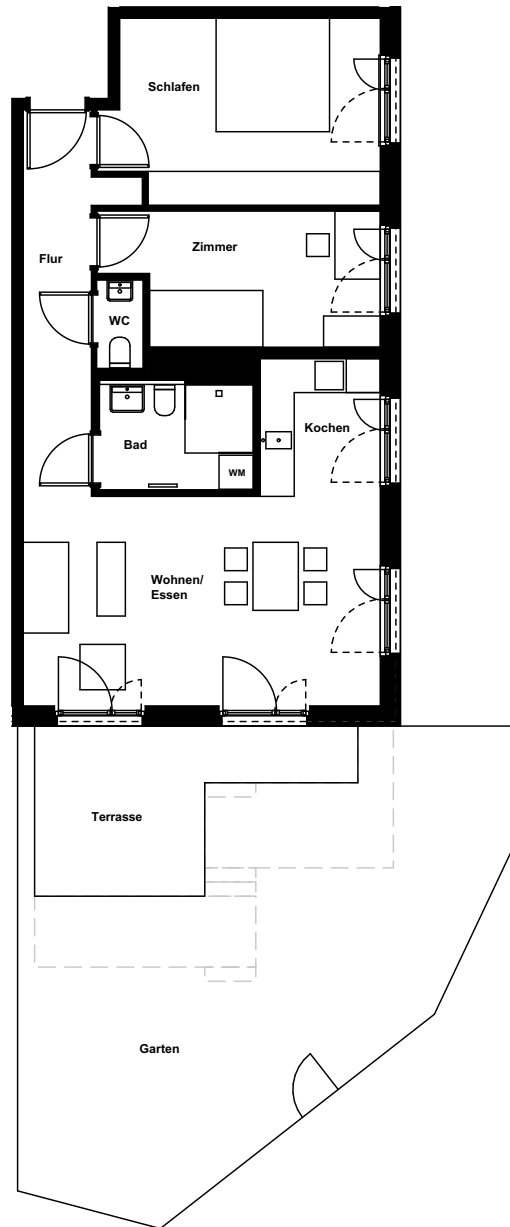 Schlafen
Zimmer
Flur
WC
Kochen
Bad
WM
Wohnen/
Essen
Terrasse
Garten